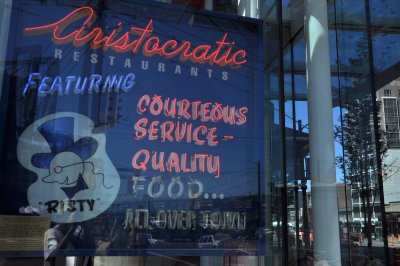 Aristocratic
RESTAURANTS
FEATURING
COURTEOUS
SERVICE-
QUALITY
FOOD...
ALL OVER TOWN
"RISTY"